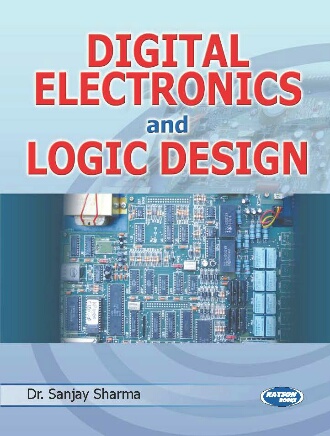 DIGITAL
ELECTRONICS
and
LOGIC DESIGN
Dr. Sanjay Sharma
KATSON
BOOKS